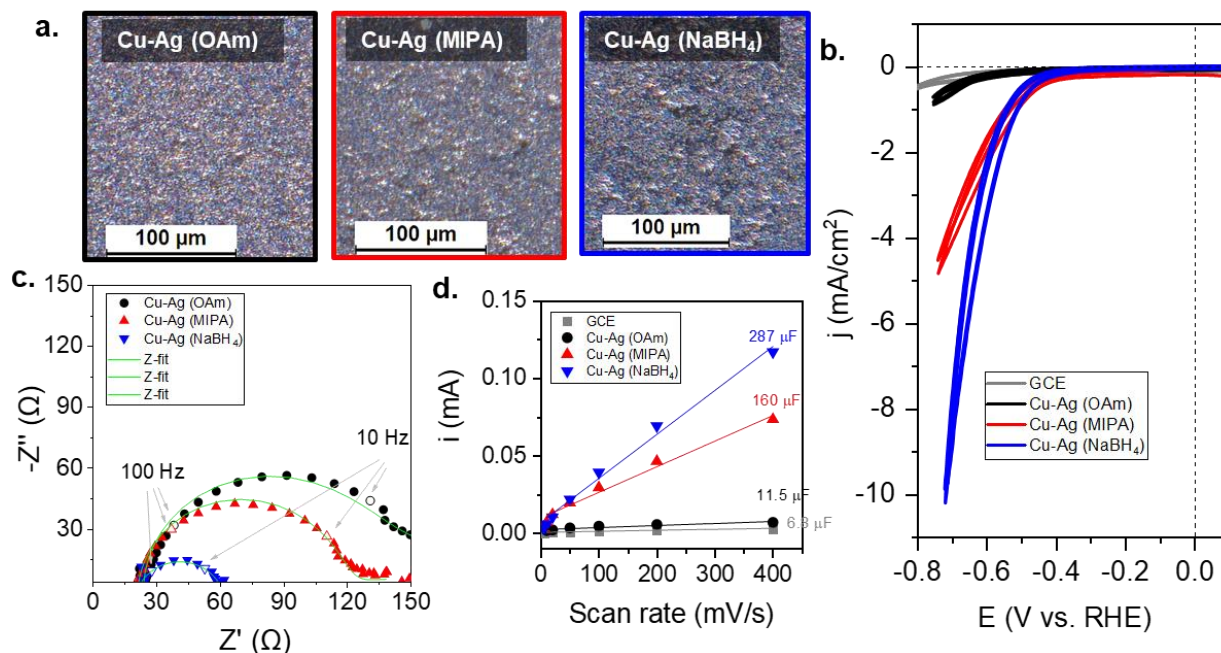 a.
Cu-Ag (OAm)
Cu-Ag (MIPA)
Cu-Ag (NaBH₄)
100 µm
100 µm
100 µm
b.
0
-2
-4
-6
-8
-10
j (mA/cm²)
GCE
Cu-Ag (OAm)
Cu-Ag (MIPA)
Cu-Ag (NaBH₄)
-0.8
-0.6
-0.4
-0.2
0.0
E (V vs. RHE)
c.
150
120
90
60
30
-Z'' (Ω)
Cu-Ag (OAm)
Cu-Ag (MIPA)
Cu-Ag (NaBH₄)
Z-fit
Z-fit
Z-fit
100 Hz
10 Hz
0
30
60
90
120
150
Z' (Ω)
d.
0.15
0.10
0.05
0.00
i (mA)
GCE
Cu-Ag (OAm)
Cu-Ag (MIPA)
Cu-Ag (NaBH₄)
287 µF
160 µF
11.5 µF
6.8 µF
0
100
200
300
400
Scan rate (mV/s)